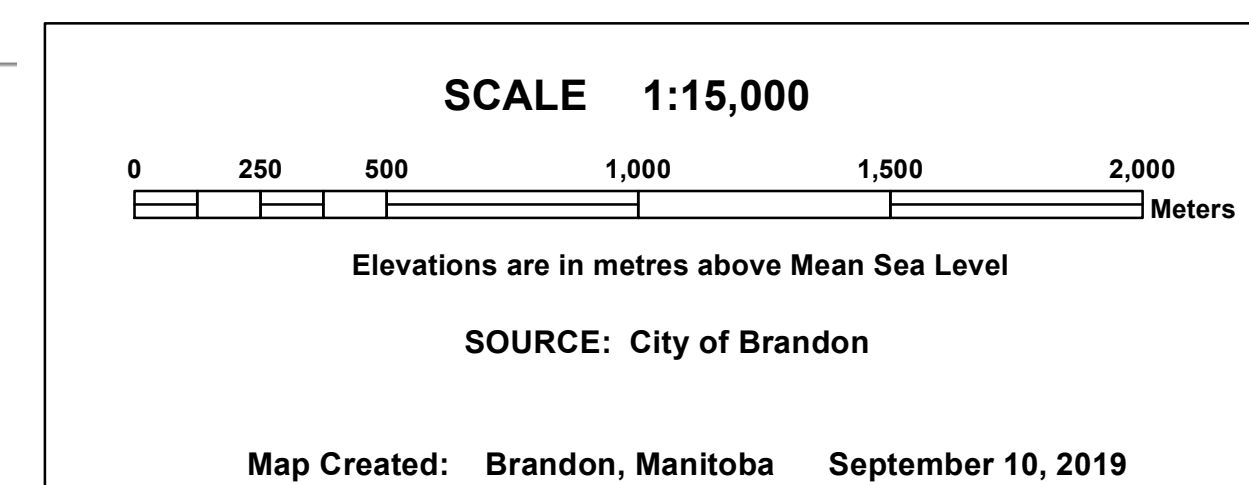 SCALE 1:15,000
0 250 500 1,000 1,500 2,000
Meters
Elevations are in metres above Mean Sea Level
SOURCE: City of Brandon
Map Created: Brandon, Manitoba September 10, 2019